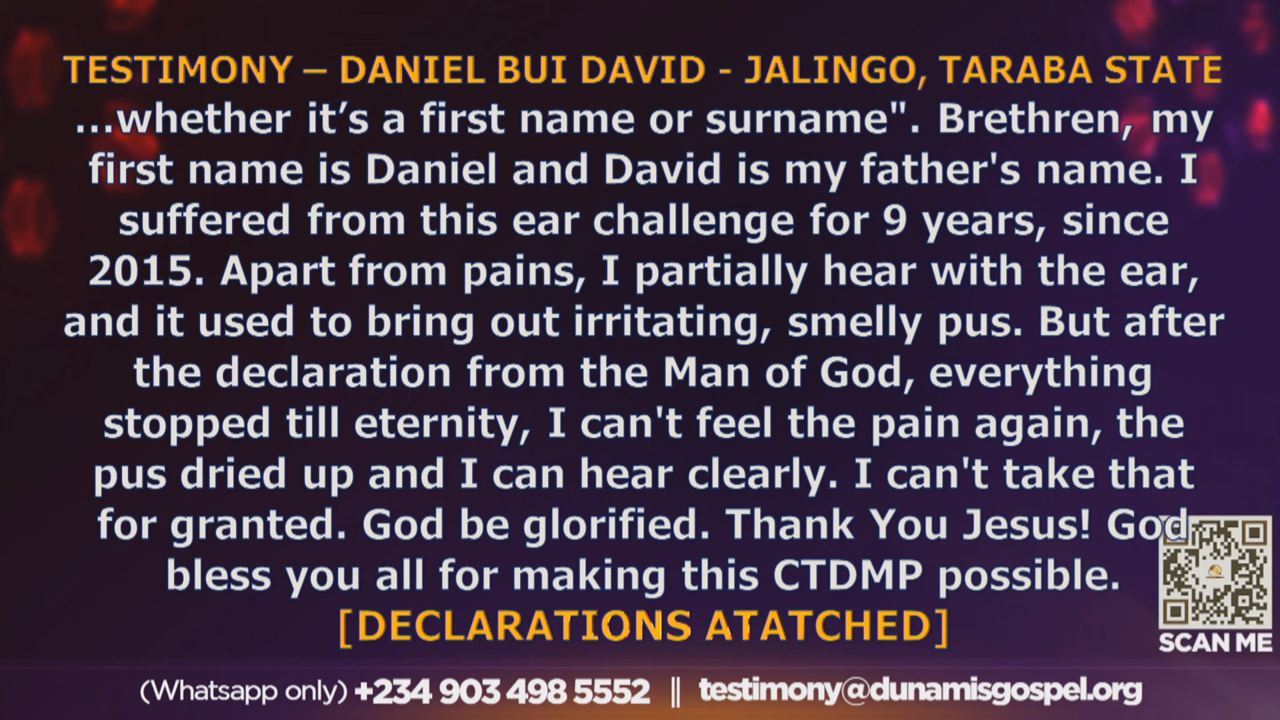 TESTIMONY – DANIEL BUI DAVID - JALINGO, TARABA STATE
...whether it’s a first name or surname". Brethren, my
first name is Daniel and David is my father's name. I
suffered from this ear challenge for 9 years, since
2015. Apart from pains, I partially hear with the ear,
and it used to bring out irritating, smelly pus. But after
the declaration from the Man of God, everything
stopped till eternity, I can't feel the pain again, the
pus dried up and I can hear clearly. I can't take that
for granted. God be glorified. Thank You Jesus! God
bless you all for making this CTDMP possible.
[DECLARATIONS ATATCHED]
SCAN ME
(Whatsapp only) +234 903 498 5552 || testimony@dunamisgospel.org